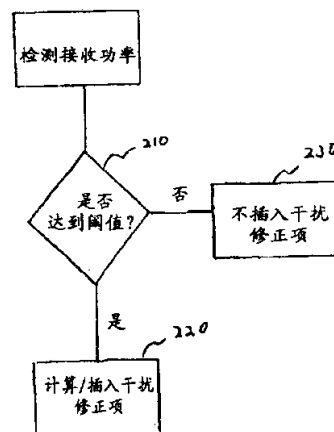 检测接收功率
210
是否
达到阈值?
否
230
不插入干扰
修正项
是
220
计算/插入干扰
修正项